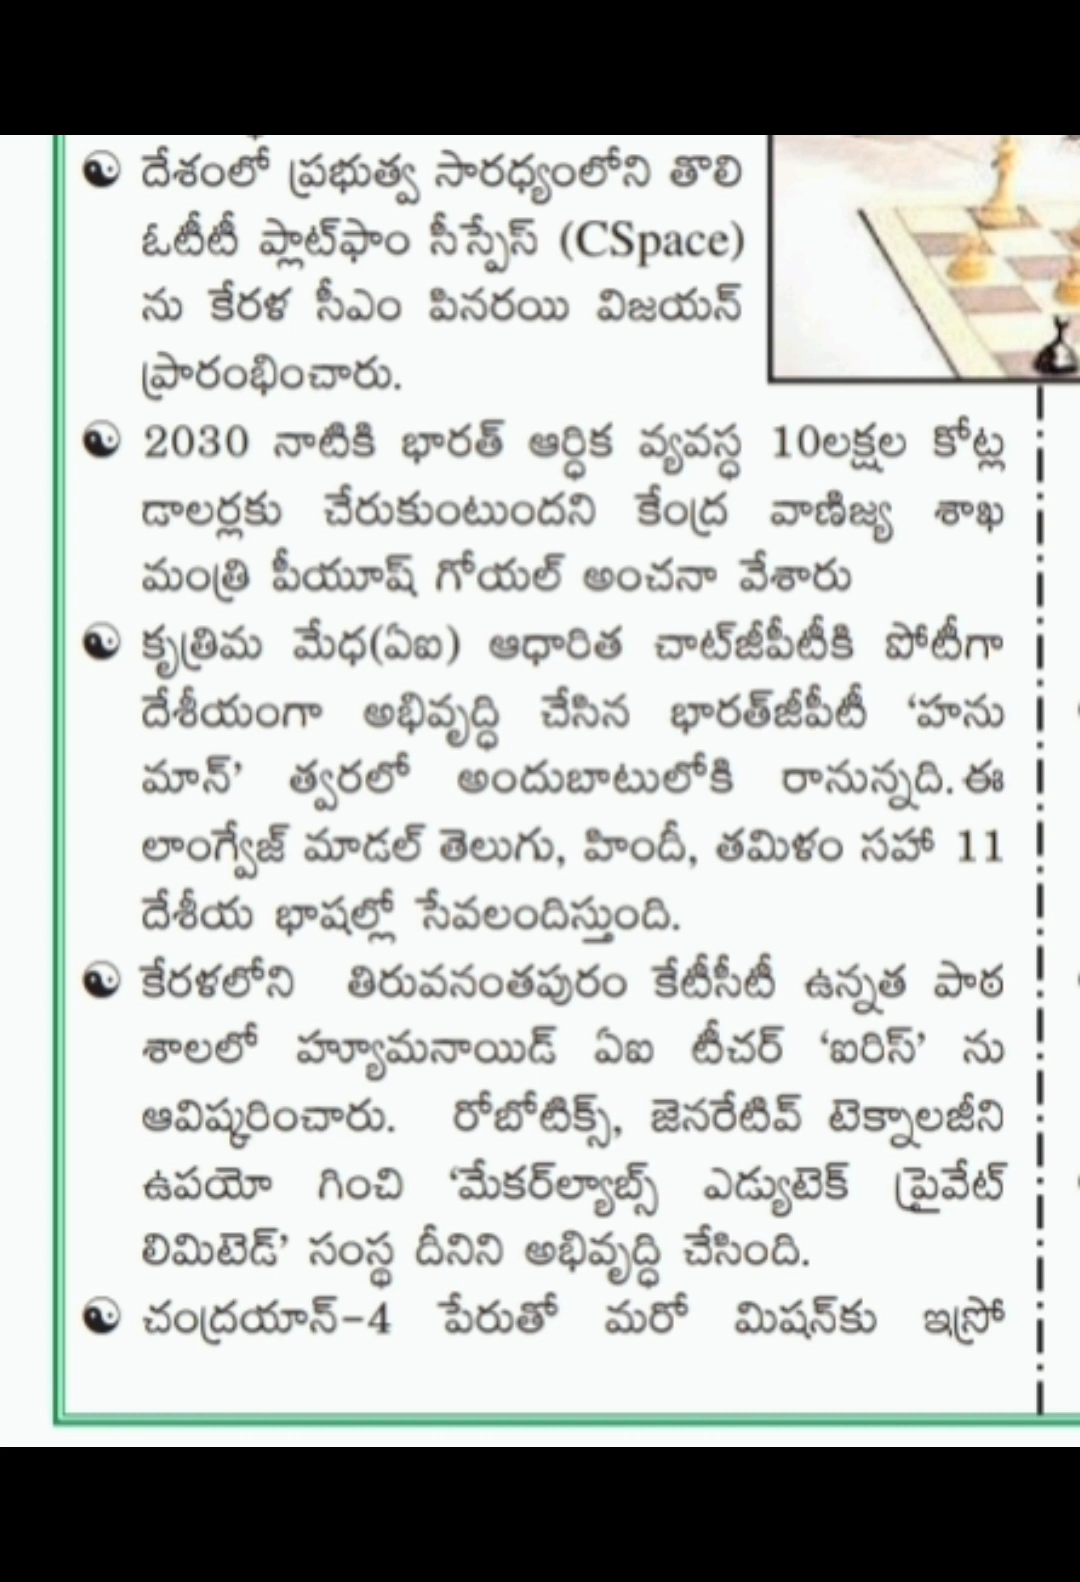 దేశంలో ప్రభుత్వ సారధ్యంలోని తొలి
ఓటీటీ ప్లాట్‌ఫాం సీస్పేస్ (CSpace)
ను కేరళ సీఎం పినరయి విజయన్
ప్రారంభించారు.
2030 నాటికి భారత్ ఆర్ధిక వ్యవస్ధ 10లక్షల కోట్ల
డాలర్లకు చేరుకుంటుందని కేంద్ర వాణిజ్య శాఖ
మంత్రి పీయూష్ గోయల్ అంచనా వేశారు
కృత్రిమ మేధ(ఏఐ) ఆధారిత చాట్‌జీపీటీకి పోటీగా
దేశీయంగా అభివృద్ధి చేసిన భారత్‌జీపీటీ ‘హను
మాన్’ త్వరలో అందుబాటులోకి రానున్నది. ఈ
లాంగ్వేజ్ మాడల్ తెలుగు, హిందీ, తమిళం సహా 11
దేశీయ భాషల్లో సేవలందిస్తుంది.
కేరళలోని తిరువనంతపురం కేటీసీటీ ఉన్నత పాఠ
శాలలో హ్యూమనాయిడ్ ఏఐ టీచర్ ‘ఐరిస్’ ను
ఆవిష్కరించారు. రోబోటిక్స్, జెనరేటివ్ టెక్నాలజీని
ఉపయో గించి ‘మేకర్‌ల్యాబ్స్ ఎడ్యుటెక్ ప్రైవేట్
లిమిటెడ్’ సంస్థ దీనిని అభివృద్ధి చేసింది.
చంద్రయాన్-4 పేరుతో మరో మిషన్‌కు ఇస్రో